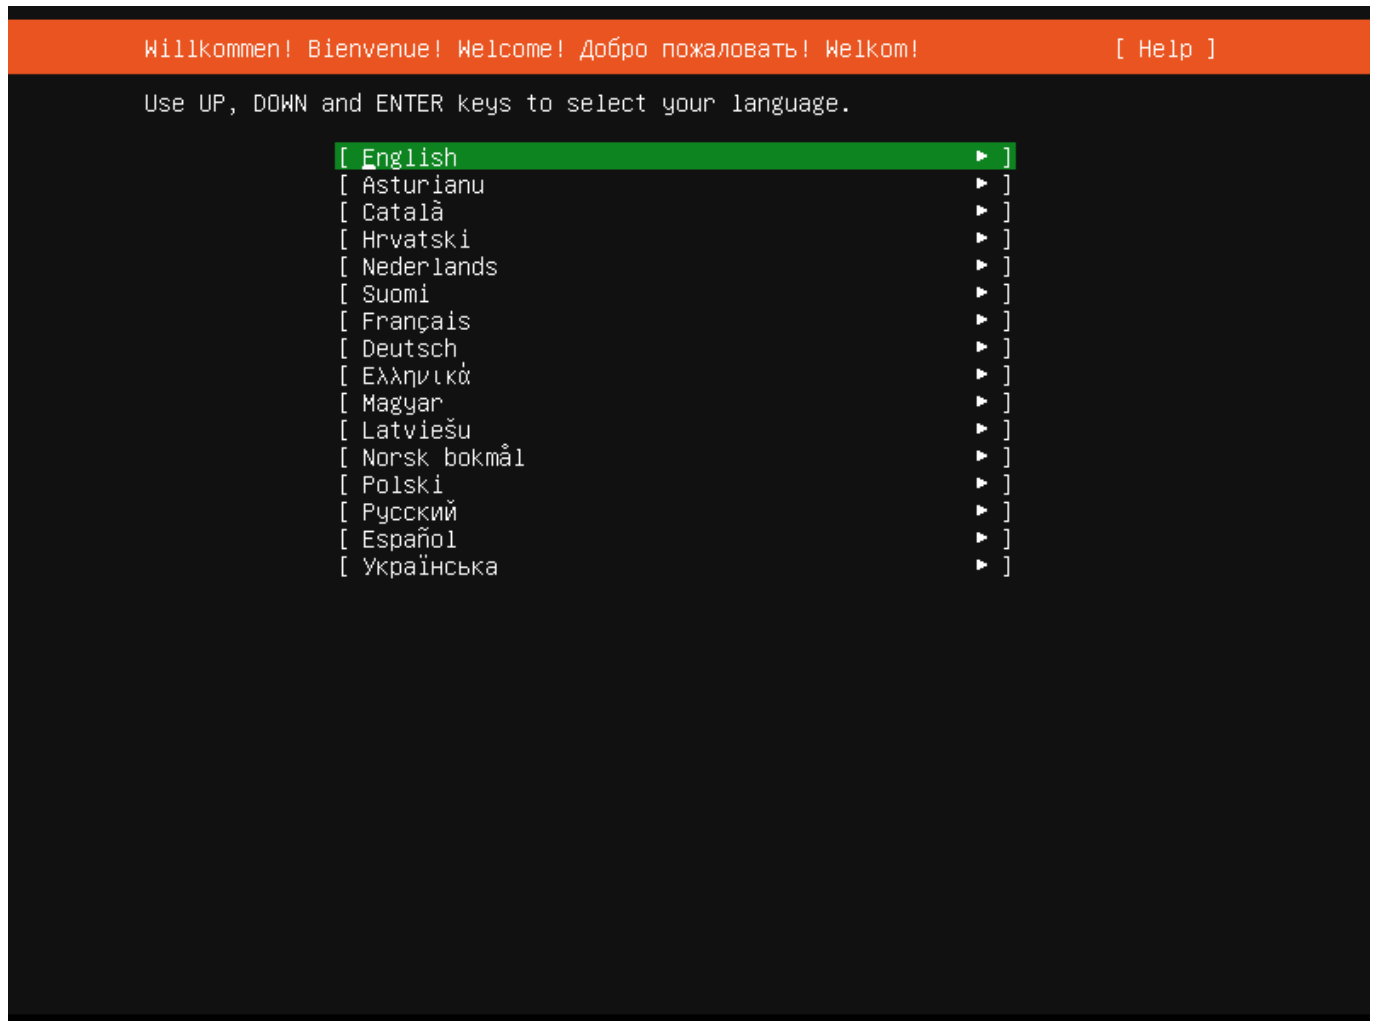 Willkommen! Bienvenue! Welcome! Добро пожаловать! Welkom! [ Help ]
Use UP, DOWN and ENTER keys to select your language.
[ English ► ]
[ Asturianu ► ]
[ Català ► ]
[ Hrvatski ► ]
[ Nederlands ► ]
[ Suomi ► ]
[ Français ► ]
[ Deutsch ► ]
[ Ελληνικά ► ]
[ Magyar ► ]
[ Latviešu ► ]
[ Norsk bokmål ► ]
[ Polski ► ]
[ Русский ► ]
[ Español ► ]
[ Українська ► ]